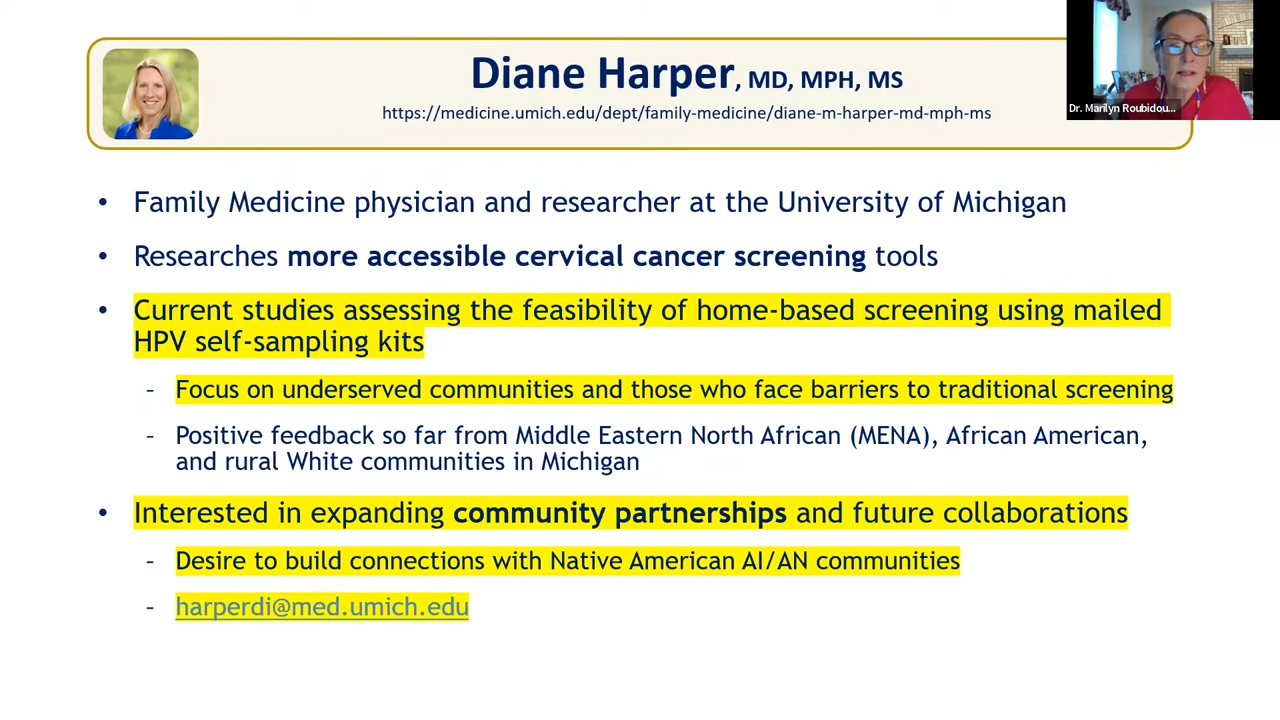 Diane Harper, MD, MPH, MS
https://medicine.umich.edu/dept/family-medicine/diane-m-harper-md-mph-ms
Dr. Marilyn Roubidou...
• Family Medicine physician and researcher at the University of Michigan
• Researches more accessible cervical cancer screening tools
• Current studies assessing the feasibility of home-based screening using mailed
HPV self-sampling kits
- Focus on underserved communities and those who face barriers to traditional screening
- Positive feedback so far from Middle Eastern North African (MENA), African American,
and rural White communities in Michigan
• Interested in expanding community partnerships and future collaborations
- Desire to build connections with Native American AI/AN communities
- harperdi@med.umich.edu